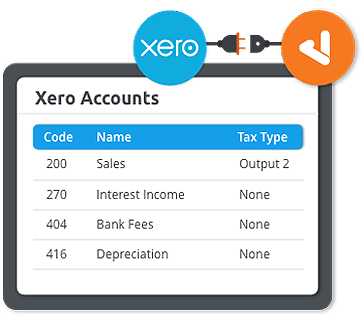 xero
Xero Accounts
Code Name Tax Type
200 Sales Output 2
270 Interest Income None
404 Bank Fees None
416 Depreciation None